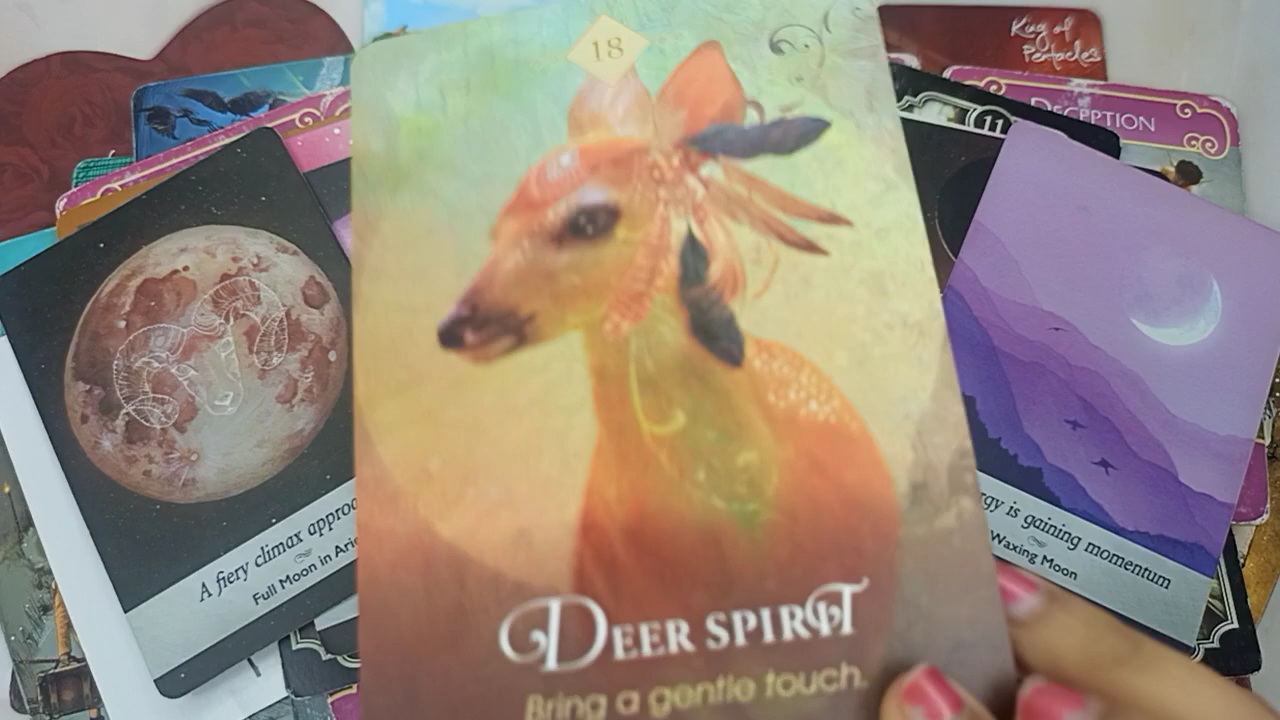 18
King of
Pentacles
DECEPTION
11
A fiery climax approa
Full Moon in Arie
DEER SPIRIT
Bring a gentle touch.
rgy is gaining momentum
Waxing Moon